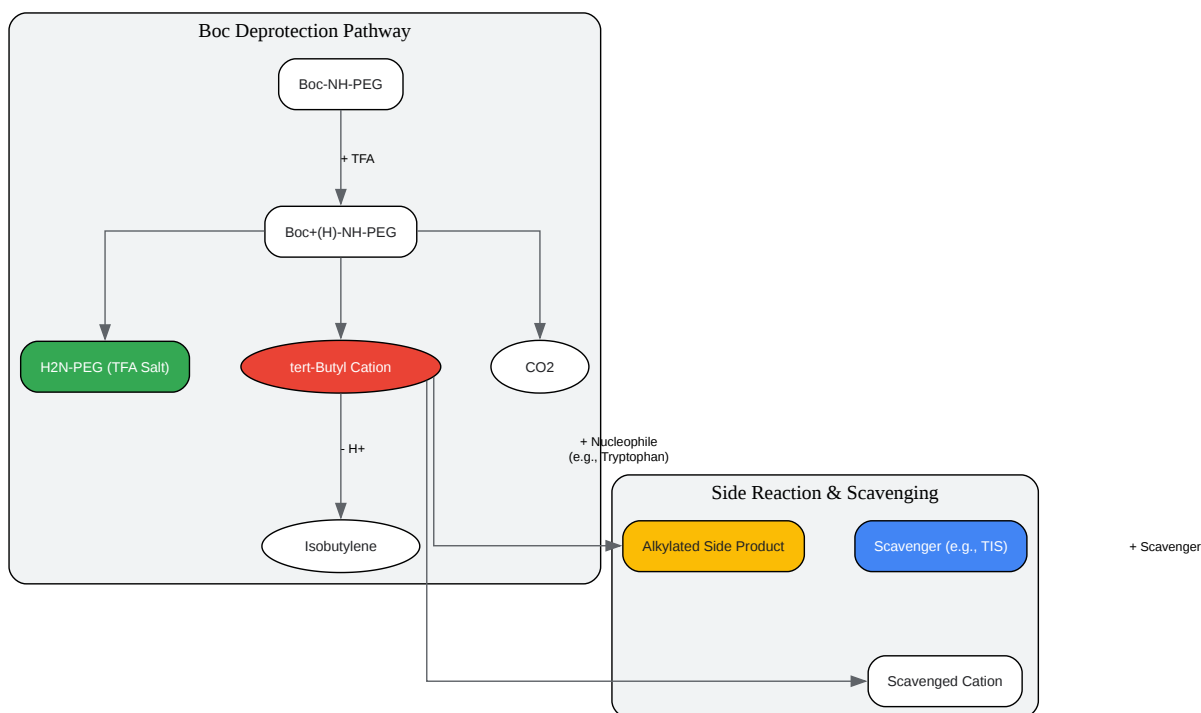 Boc Deprotection Pathway
Boc-NH-PEG
+ TFA
Boc+(H)-NH-PEG
H2N-PEG (TFA Salt)
tert-Butyl Cation
CO2
- H+
+ Nucleophile
(e.g., Tryptophan)
Isobutylene
Side Reaction & Scavenging
Alkylated Side Product
Scavenger (e.g., TIS)
+ Scavenger
Scavenged Cation